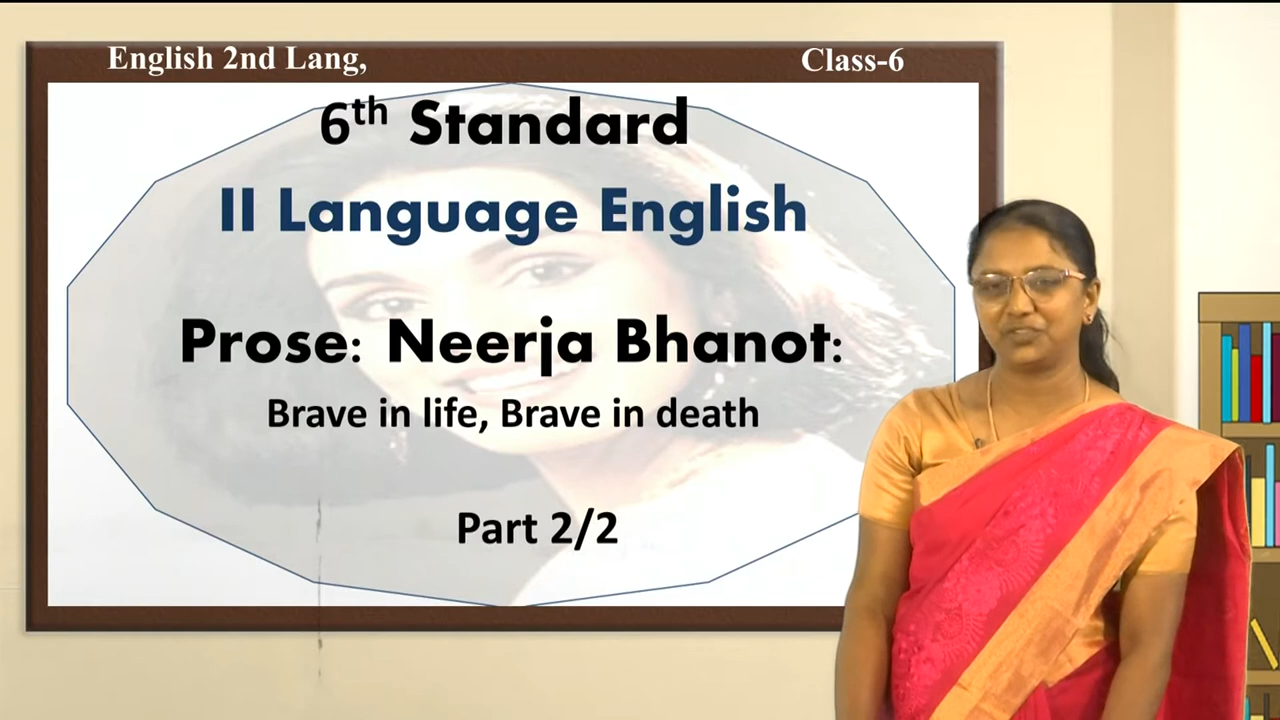 English 2nd Lang,
Class-6
6th Standard
II Language English
Prose: Neerja Bhanot:
Brave in life, Brave in death
Part 2/2